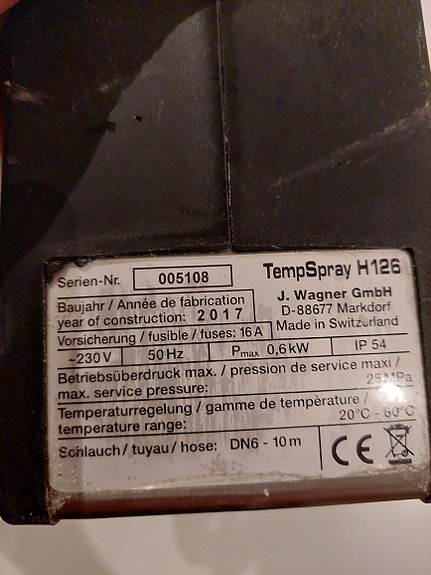 Serien-Nr. 005108 TempSpray H126
Baujahr / Année de fabrication
year of construction: 2017
J. Wagner GmbH
D-88677 Markdorf
Made in Switzerland
Vorsicherung / fusible / fuses: 16 A
~230 V 50 Hz Pmax 0,6 kW IP 54
Betriebsüberdruck max. / pression de service maxi /
max. service pressure: 25 MPa
Temperaturregelung / gamme de tempèrature /
temperature range: 20°C - 60°C
Schlauch / tuyau / hose: DN6 - 10 m CE